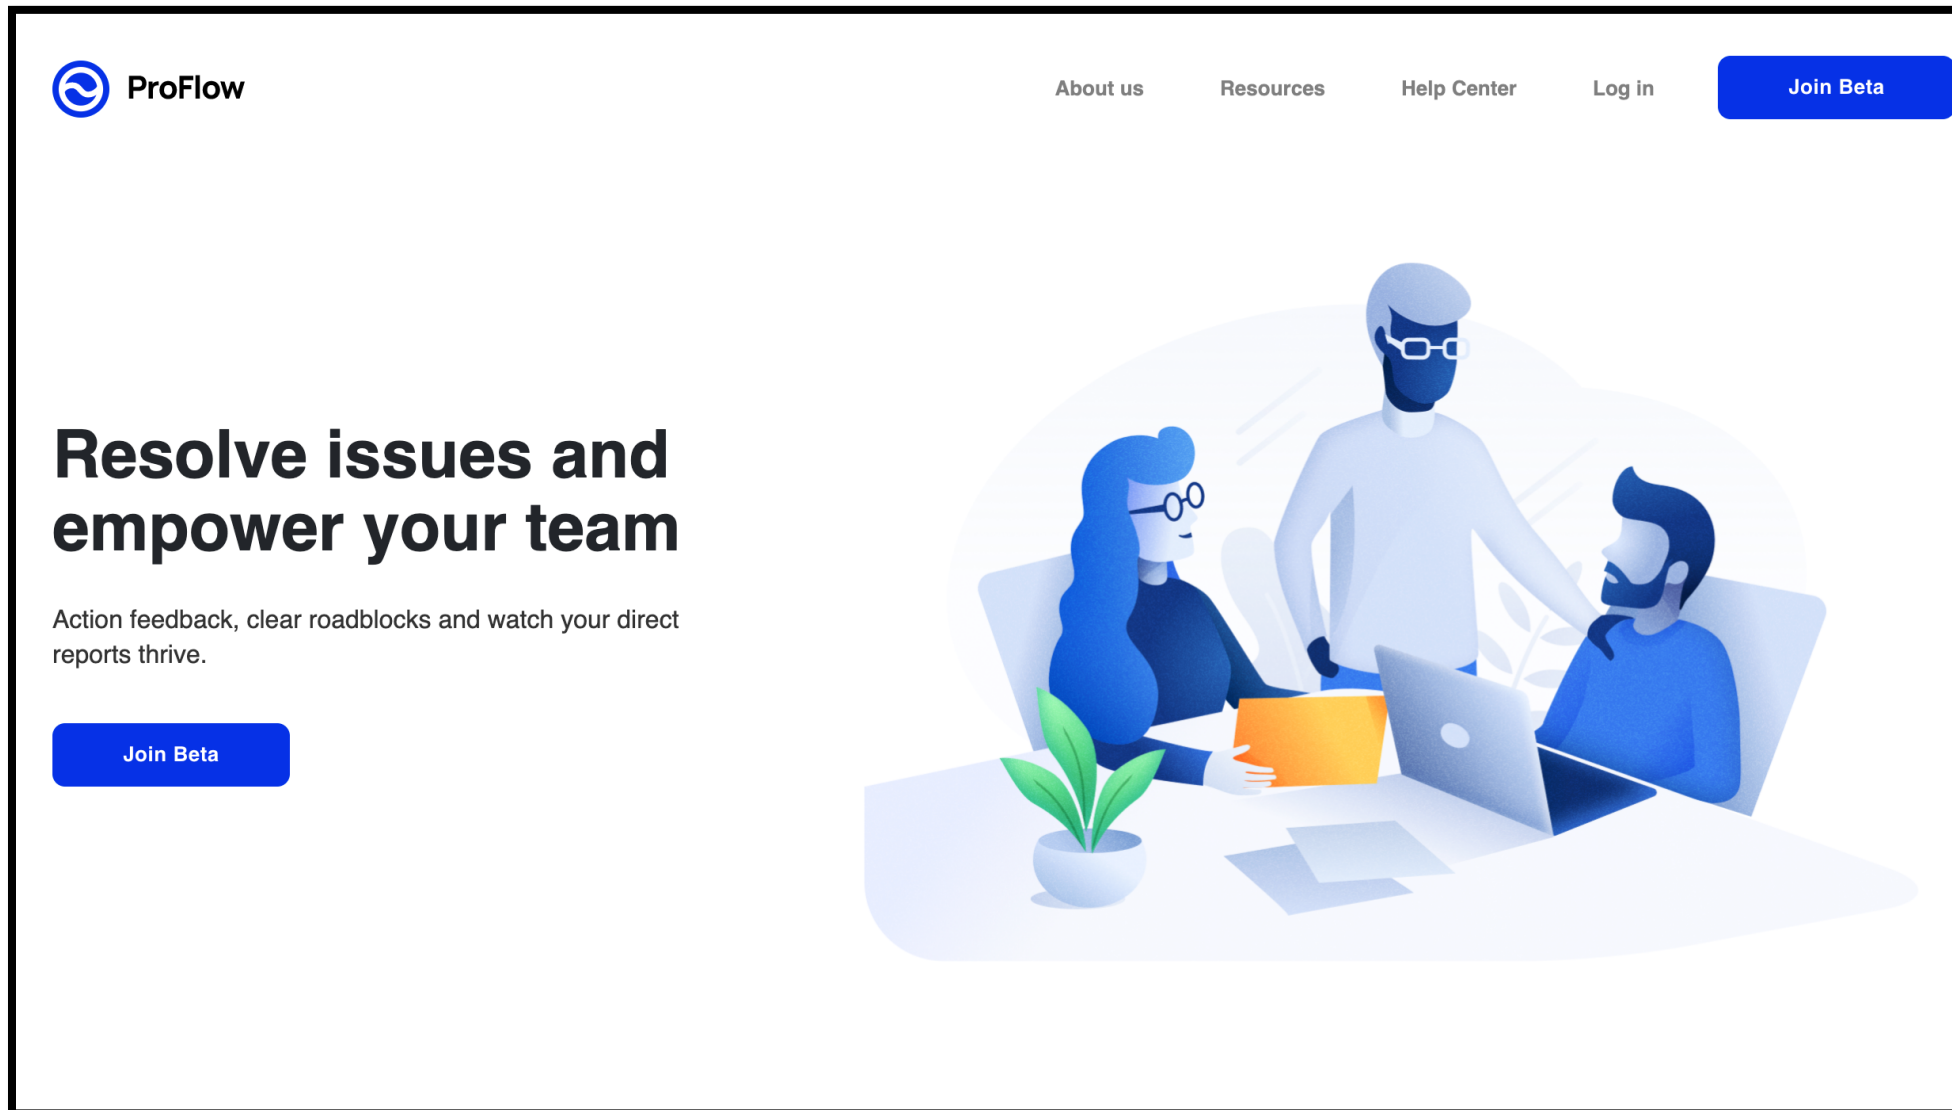 ProFlow
About us
Resources
Help Center
Log in
Join Beta
Resolve issues and
empower your team
Action feedback, clear roadblocks and watch your direct
reports thrive.
Join Beta